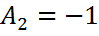 A₂ = −1